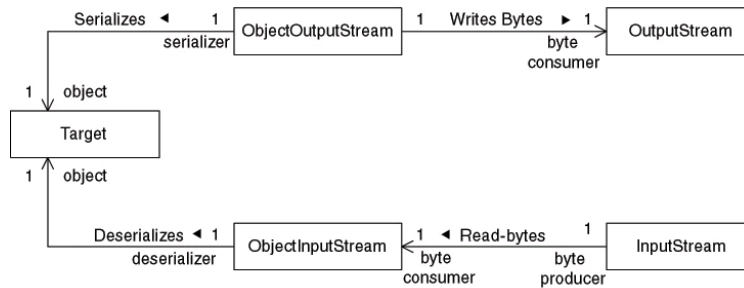 Serializes ◄ 1
serializer
ObjectOutputStream
1 Writes Bytes ► 1
byte
consumer
OutputStream
1 object
Target
1 object
Deserializes ◄ 1
deserializer
ObjectInputStream
1 ◄ Read-bytes 1
byte
consumer
byte
producer
InputStream